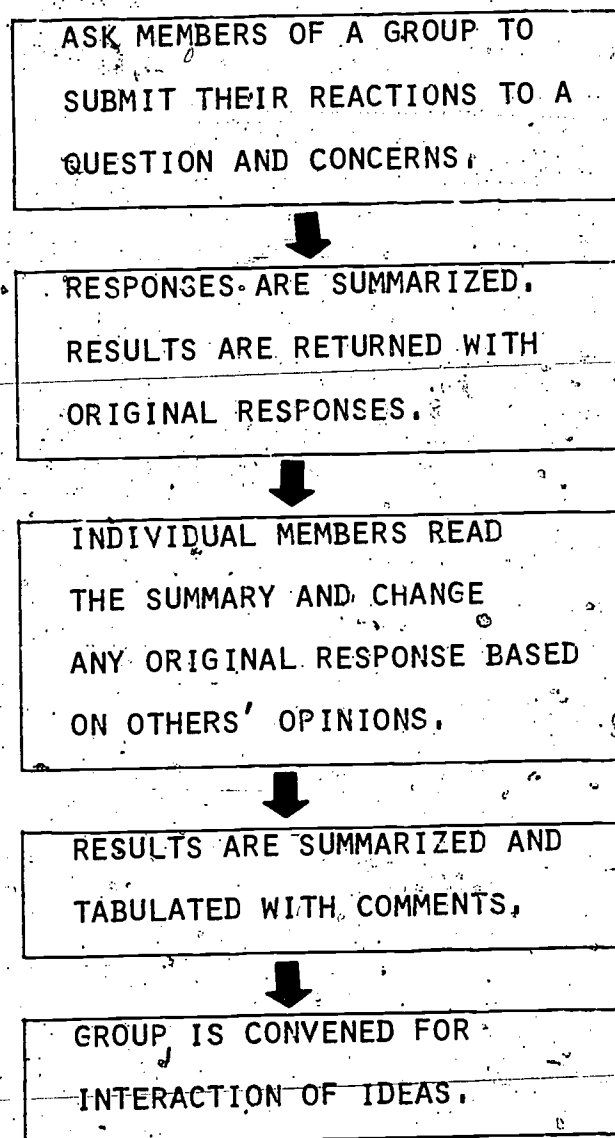 ASK MEMBERS OF A GROUP TO
SUBMIT THEIR REACTIONS TO A
QUESTION AND CONCERNS.
RESPONSES ARE SUMMARIZED.
RESULTS ARE RETURNED WITH
ORIGINAL RESPONSES.
INDIVIDUAL MEMBERS READ
THE SUMMARY AND CHANGE
ANY ORIGINAL RESPONSE BASED
ON OTHERS' OPINIONS.
RESULTS ARE SUMMARIZED AND
TABULATED WITH COMMENTS.
GROUP IS CONVENED FOR
INTERACTION OF IDEAS.